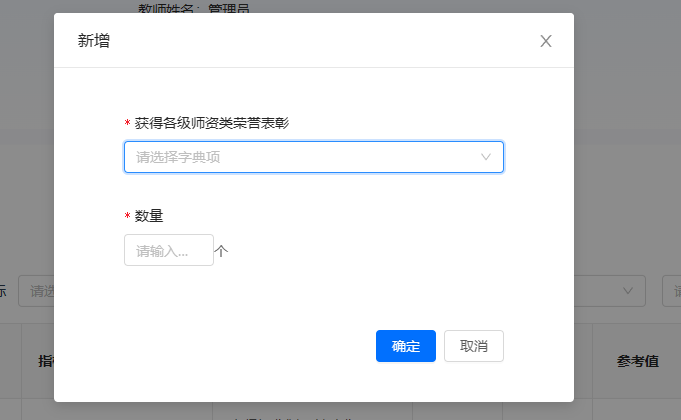 教师姓名：管理员
新增
* 获得各级师资类荣誉表彰
请选择字典项
* 数量
请输入... 个
标 请选
确定 取消
指 参考值